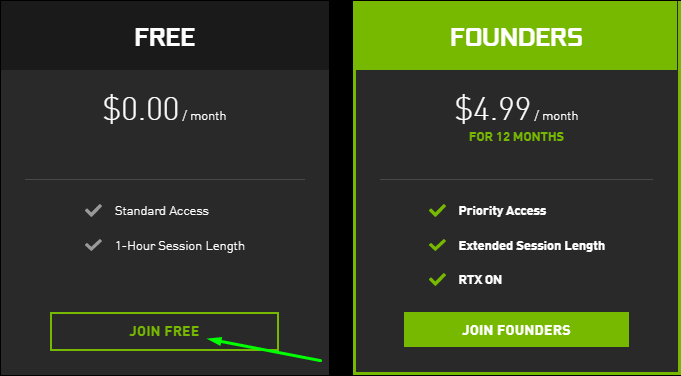 FREE
$0.00 / month
Standard Access
1-Hour Session Length
JOIN FREE
FOUNDERS
$4.99 / month
FOR 12 MONTHS
Priority Access
Extended Session Length
RTX ON
JOIN FOUNDERS